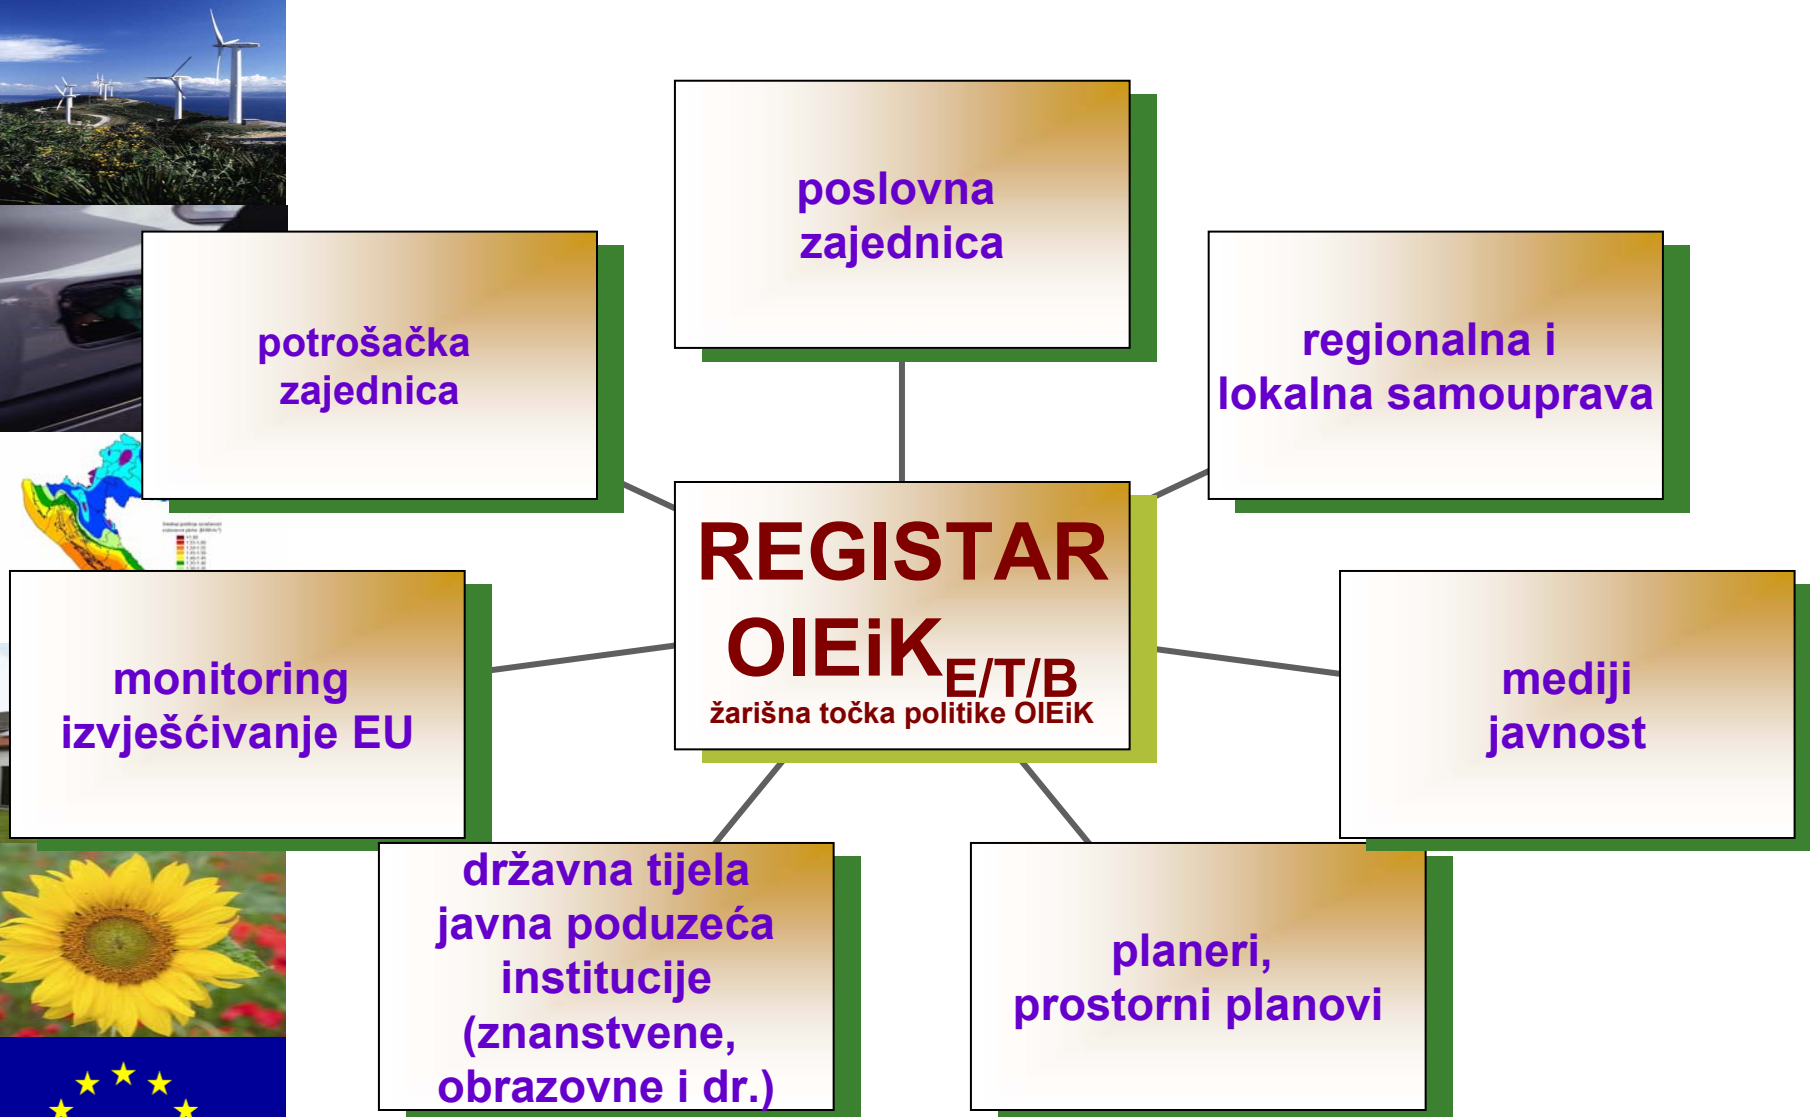 poslovna
zajednica
potrošačka
zajednica
regionalna i
lokalna samouprava
REGISTAR
OIEiK E/T/B
žarišna točka politike OIEiK
monitoring
izvješćivanje EU
mediji
javnost
državna tijela
javna poduzeća
institucije
(znanstvene,
obrazovne i dr.)
planeri,
prostorni planovi